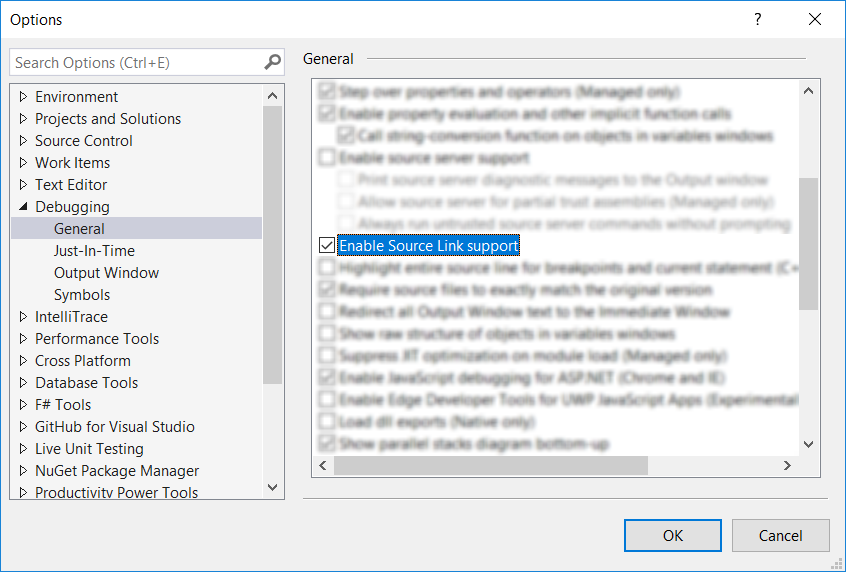 Options
?
Search Options (Ctrl+E)
General
Environment
Projects and Solutions
Source Control
Work Items
Text Editor
Debugging
General
Just-In-Time
Output Window
Symbols
IntelliTrace
Performance Tools
Cross Platform
Database Tools
F# Tools
GitHub for Visual Studio
Live Unit Testing
NuGet Package Manager
Productivity Power Tools
Step over properties and operators (Managed only)
Enable property evaluation and other implicit function calls
Call string-conversion function on objects in variables windows
Enable source server support
Print source server diagnostic messages to the Output window
Allow source server for partial trust assemblies (Managed only)
Always run untrusted source server commands without prompting
Enable Source Link support
Highlight entire source line for breakpoints and current statement (C+
Require source files to exactly match the original version
Redirect all Output Window text to the Immediate Window
Show raw structure of objects in variables windows
Suppress JIT optimization on module load (Managed only)
Enable JavaScript debugging for ASP.NET (Chrome and IE)
Enable Edge Developer Tools for UWP JavaScript Apps (Experimental
Load dll exports (Native only)
Show parallel stacks diagram bottom-up
OK
Cancel